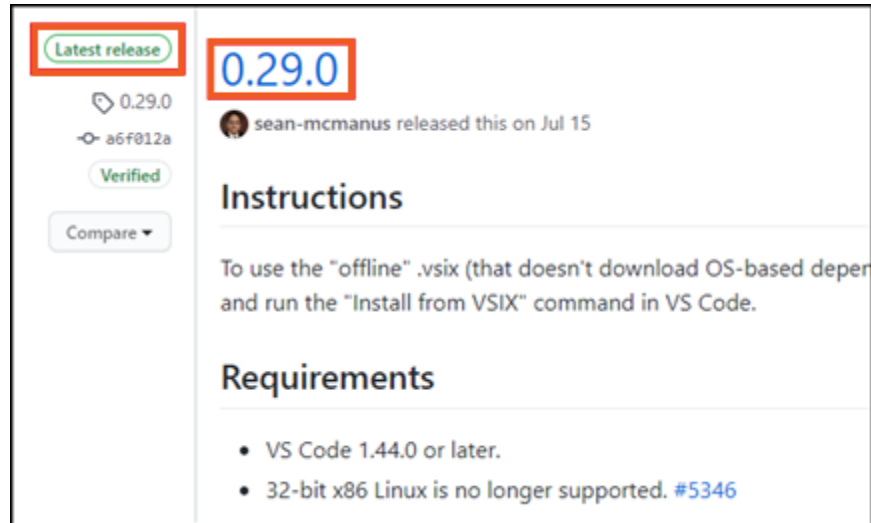 Latest release
0.29.0
a6f012a
Verified
Compare
0.29.0
sean-mcmanus released this on Jul 15
Instructions
To use the "offline" .vsix (that doesn't download OS-based
and run the "Install from VSIX" command in VS Code.
Requirements
• VS Code 1.44.0 or later.
• 32-bit x86 Linux is no longer supported. #5346